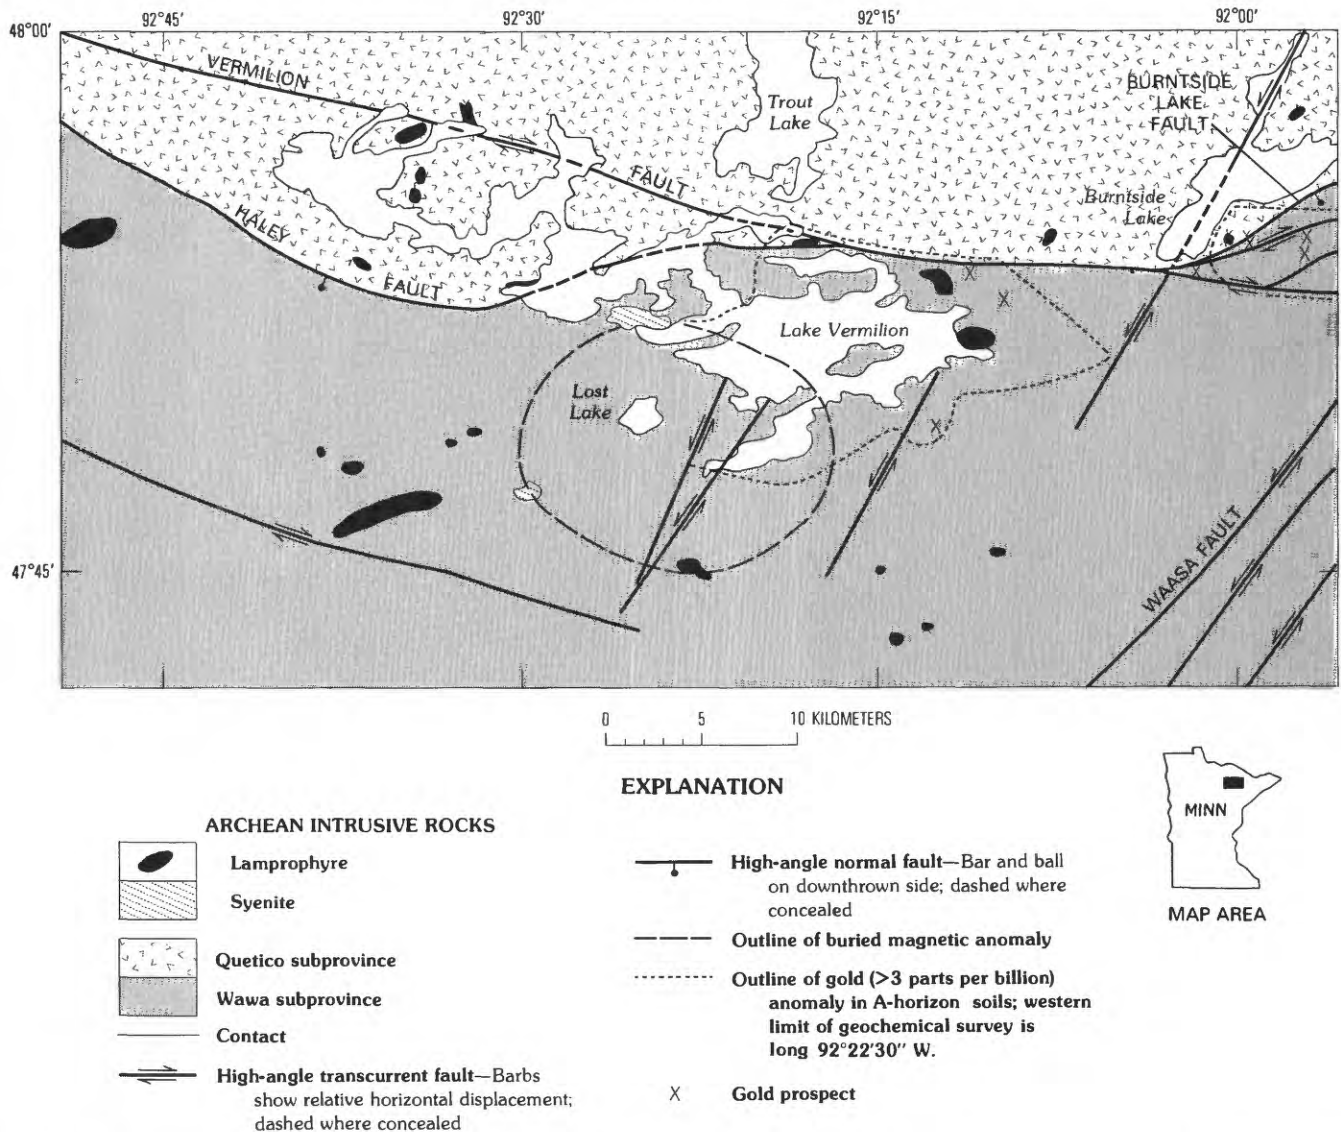 92°45′ 92°30′ 92°15′ 92°00′
48°00′
VERMILION
FAULT
Trout
Lake
BURNTSIDE
LAKE
FAULT
Burntside
Lake
HALEY
FAULT
Lake Vermilion
Lost
Lake
WAASA FAULT
47°45′
0 5 10 KILOMETERS
EXPLANATION
ARCHEAN INTRUSIVE ROCKS
Lamprophyre
Syenite
Quetico subprovince
Wawa subprovince
Contact
High-angle transcurrent fault—Barbs
show relative horizontal displacement;
dashed where concealed
High-angle normal fault—Bar and ball
on downthrown side; dashed where
concealed
Outline of buried magnetic anomaly
Outline of gold (>3 parts per billion)
anomaly in A-horizon soils; western
limit of geochemical survey is
long 92°22′30″ W.
X Gold prospect
MINN
MAP AREA